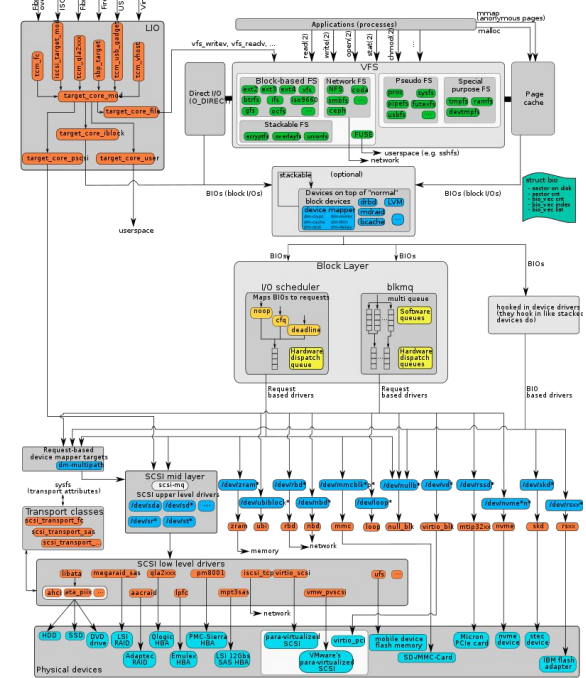 mmap
(anonymous pages)
malloc
Applications (processes)
LIO
tcm_fc
iscsi_target_mod
tcm_qla2xxx
sbp_target
tcm_usb_gadget
tcm_vhost
target_core_mod
target_core_file
target_core_iblock
target_core_pscsi
target_core_user
vfs_writev, vfs_readv, ...
read(2)
write(2)
open(2)
stat(2)
chmod(2)
...
VFS
Direct I/O
(O_DIRECT)
Block-based FS
ext2 ext3 ext4 xfs
btrfs ifs iso9660
gfs ocfs ...
Stackable FS
ecryptfs overlayfs unionfs
Network FS
NFS coda
smbfs ...
ceph
FUSE
Pseudo FS
proc sysfs
pipefs futexfs
usbfs ...
Special
purpose FS
tmpfs ramfs
devtmpfs
Page
cache
userspace (e.g. sshfs)
network
userspace
stackable
(optional)
Devices on top of "normal"
block devices
drbd LVM
device mapper
mdraid
bcache
...
struct bio
- sector on disk
- sector cnt
- bio_vec cnt
- bio_vec index
- bio_vec list
BIOs (block I/Os)
BIOs (block I/Os)
BIOs
BIOs
BIOs
Block Layer
I/O scheduler
Maps BIOs to requests
noop
cfq
deadline
Hardware
dispatch
queue
blkmq
multi queue
Software
queues
Hardware
dispatch
queues
hooked in device drivers
(they hook in like stacked
devices do)
Request
based drivers
Request
based drivers
BIO
based drivers
Request-based
device mapper targets
dm-multipath
sysfs
(transport attributes)
Transport classes
scsi_transport_fc
scsi_transport_sas
scsi_transport_...
SCSI mid layer
scsi-mq
SCSI upper level drivers
/dev/sda /dev/sd* ...
/dev/sr* /dev/st*
/dev/zram* /dev/rbd* /dev/mmcblk*p* /dev/nullb* /dev/vd* /dev/rssd* /dev/skd*
/dev/ubiblock* /dev/nbd* /dev/loop* /dev/nvme*n* /dev/rsxx*
zram ubi rbd nbd mmc loop null_blk virtio_blk mtip32xx nvme skd rsxx
memory
network
SCSI low level drivers
libata megaraid_sas qla2xxx pm8001 iscsi_tcp virtio_scsi ufs ...
ahci ata_piix ... aacraid lpfc mpt3sas vmw_pvscsi
network
HDD
SSD
DVD
drive
LSI
RAID
Adaptec
RAID
Qlogic
HBA
Emulex
HBA
PMC-Sierra
HBA
LSI 12Gbs
SAS HBA
para-virtualized
SCSI
VMware's
para-virtualized
SCSI
virtio_pci
mobile device
flash memory
SD-/MMC-Card
Micron
PCIe card
nvme
device
stec
device
IBM flash
adapter
Physical devices